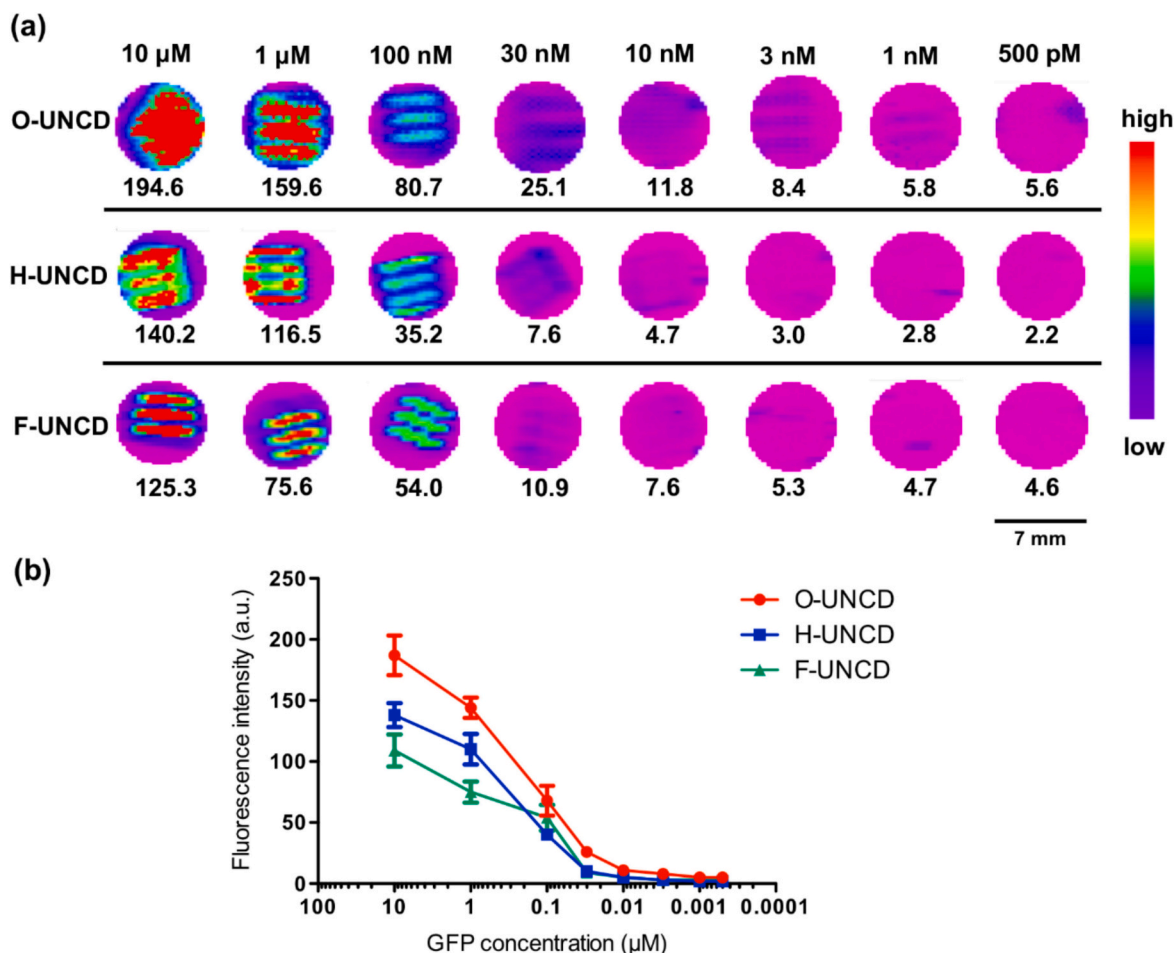 (a)
10 μM 1 μM 100 nM 30 nM 10 nM 3 nM 1 nM 500 pM
O-UNCD
high
194.6 159.6 80.7 25.1 11.8 8.4 5.8 5.6
H-UNCD
140.2 116.5 35.2 7.6 4.7 3.0 2.8 2.2
F-UNCD
low
125.3 75.6 54.0 10.9 7.6 5.3 4.7 4.6
7 mm
(b)
Fluorescence intensity (a.u.)
250
200
150
100
50
0
O-UNCD
H-UNCD
F-UNCD
100 10 1 0.1 0.01 0.001 0.0001
GFP concentration (μM)